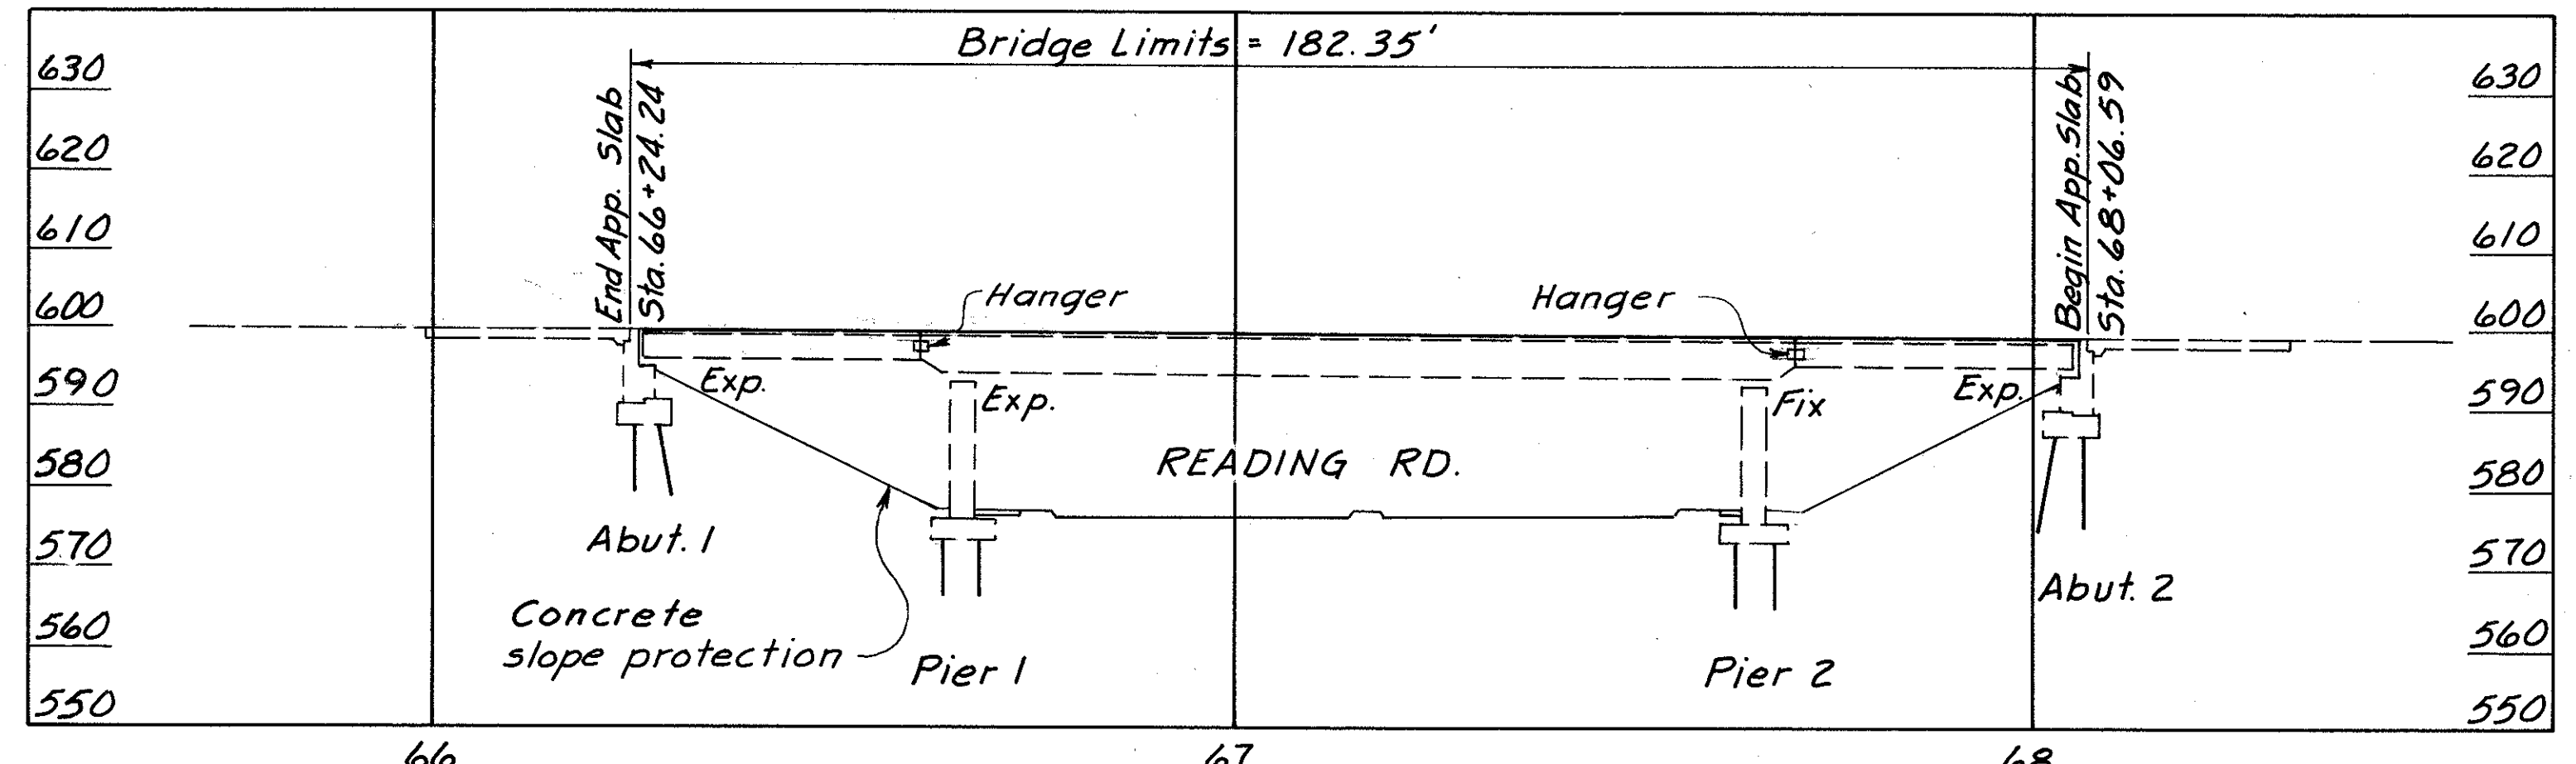 Bridge Limits = 182.35'
630
620
610
600
590
580
570
560
550
End App. Slab
Sta. 66+24.24
Begin App. Slab
Sta. 68+06.59
630
620
610
600
590
580
570
560
550
Hanger
Hanger
Exp.
Exp.
Fix
Exp.
READING RD.
Abut. 1
Abut. 2
Concrete
slope protection
Pier 1
Pier 2
66
67
68